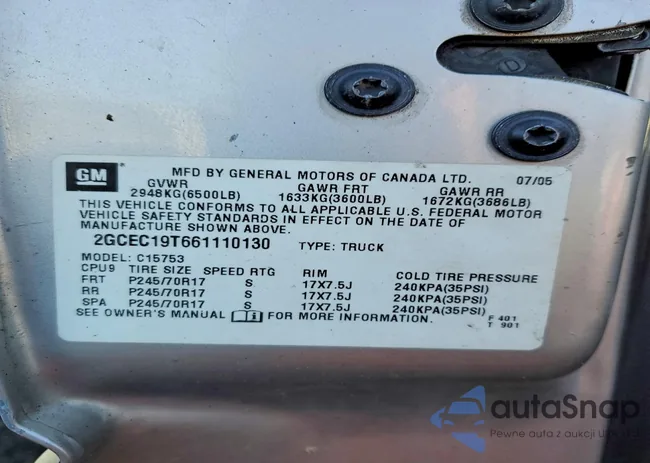 GM
MFD BY GENERAL MOTORS OF CANADA LTD. 07/05
GVWR GAWR FRT GAWR RR
2948KG(6500LB) 1633KG(3600LB) 1672KG(3686LB)
THIS VEHICLE CONFORMS TO ALL APPLICABLE U.S. FEDERAL MOTOR
VEHICLE SAFETY STANDARDS IN EFFECT ON THE DATE OF
MANUFACTURE SHOWN ABOVE.
2GCEC19T661110130 TYPE: TRUCK
MODEL: C15753
CPU9 TIRE SIZE SPEED RTG RIM COLD TIRE PRESSURE
FRT P245/70R17 S 17X7.5J 240KPA(35PSI)
RR P245/70R17 S 17X7.5J 240KPA(35PSI)
SPA P245/70R17 S 17X7.5J 240KPA(35PSI)
SEE OWNER'S MANUAL FOR MORE INFORMATION.
F 401
T 901
autaSnap
Pewne auta z aukcji